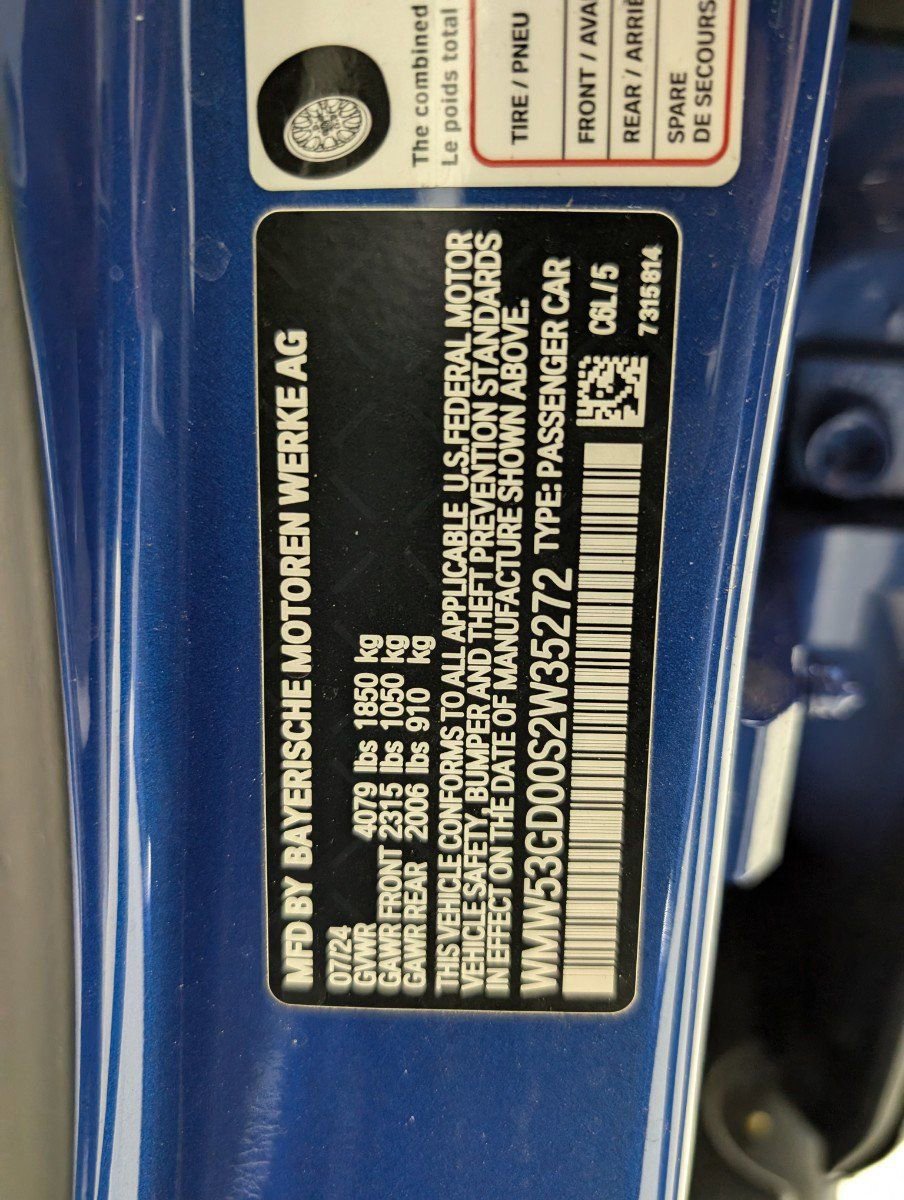 MFD BY BAYERISCHE MOTOREN WERKE AG
07/24
GVWR 4079 lbs 1850 kg
GAWR FRONT 2315 lbs 1050 kg
GAWR REAR 2006 lbs 910 kg
THIS VEHICLE CONFORMS TO ALL APPLICABLE U.S. FEDERAL MOTOR
VEHICLE SAFETY, BUMPER AND THEFT PREVENTION STANDARDS
IN EFFECT ON THE DATE OF MANUFACTURE SHOWN ABOVE.
WMW53GD00S2W35272 TYPE: PASSENGER CAR
C6L / 5
7315814
The combined
Le poids total
TIRE / PNEU
FRONT / AVA
REAR / ARRIÈ
SPARE
DE SECOURS